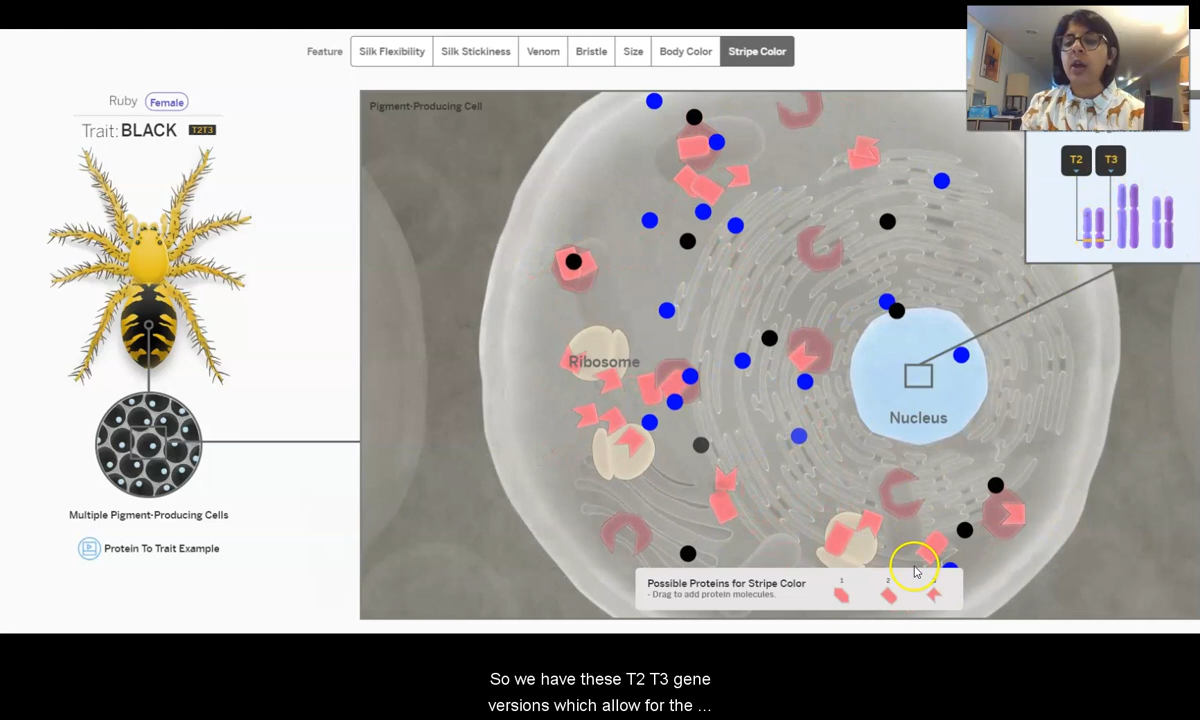 Feature Silk Flexibility Silk Stickiness Venom Bristle Size Body Color Stripe Color
Ruby Female
Trait: BLACK T2T3
Pigment-Producing Cell
T2 T3
Ribosome
Nucleus
Multiple Pigment-Producing Cells
Protein To Trait Example
Possible Proteins for Stripe Color
- Drag to add protein molecules.
1 2
So we have these T2 T3 gene
versions which allow for the ...